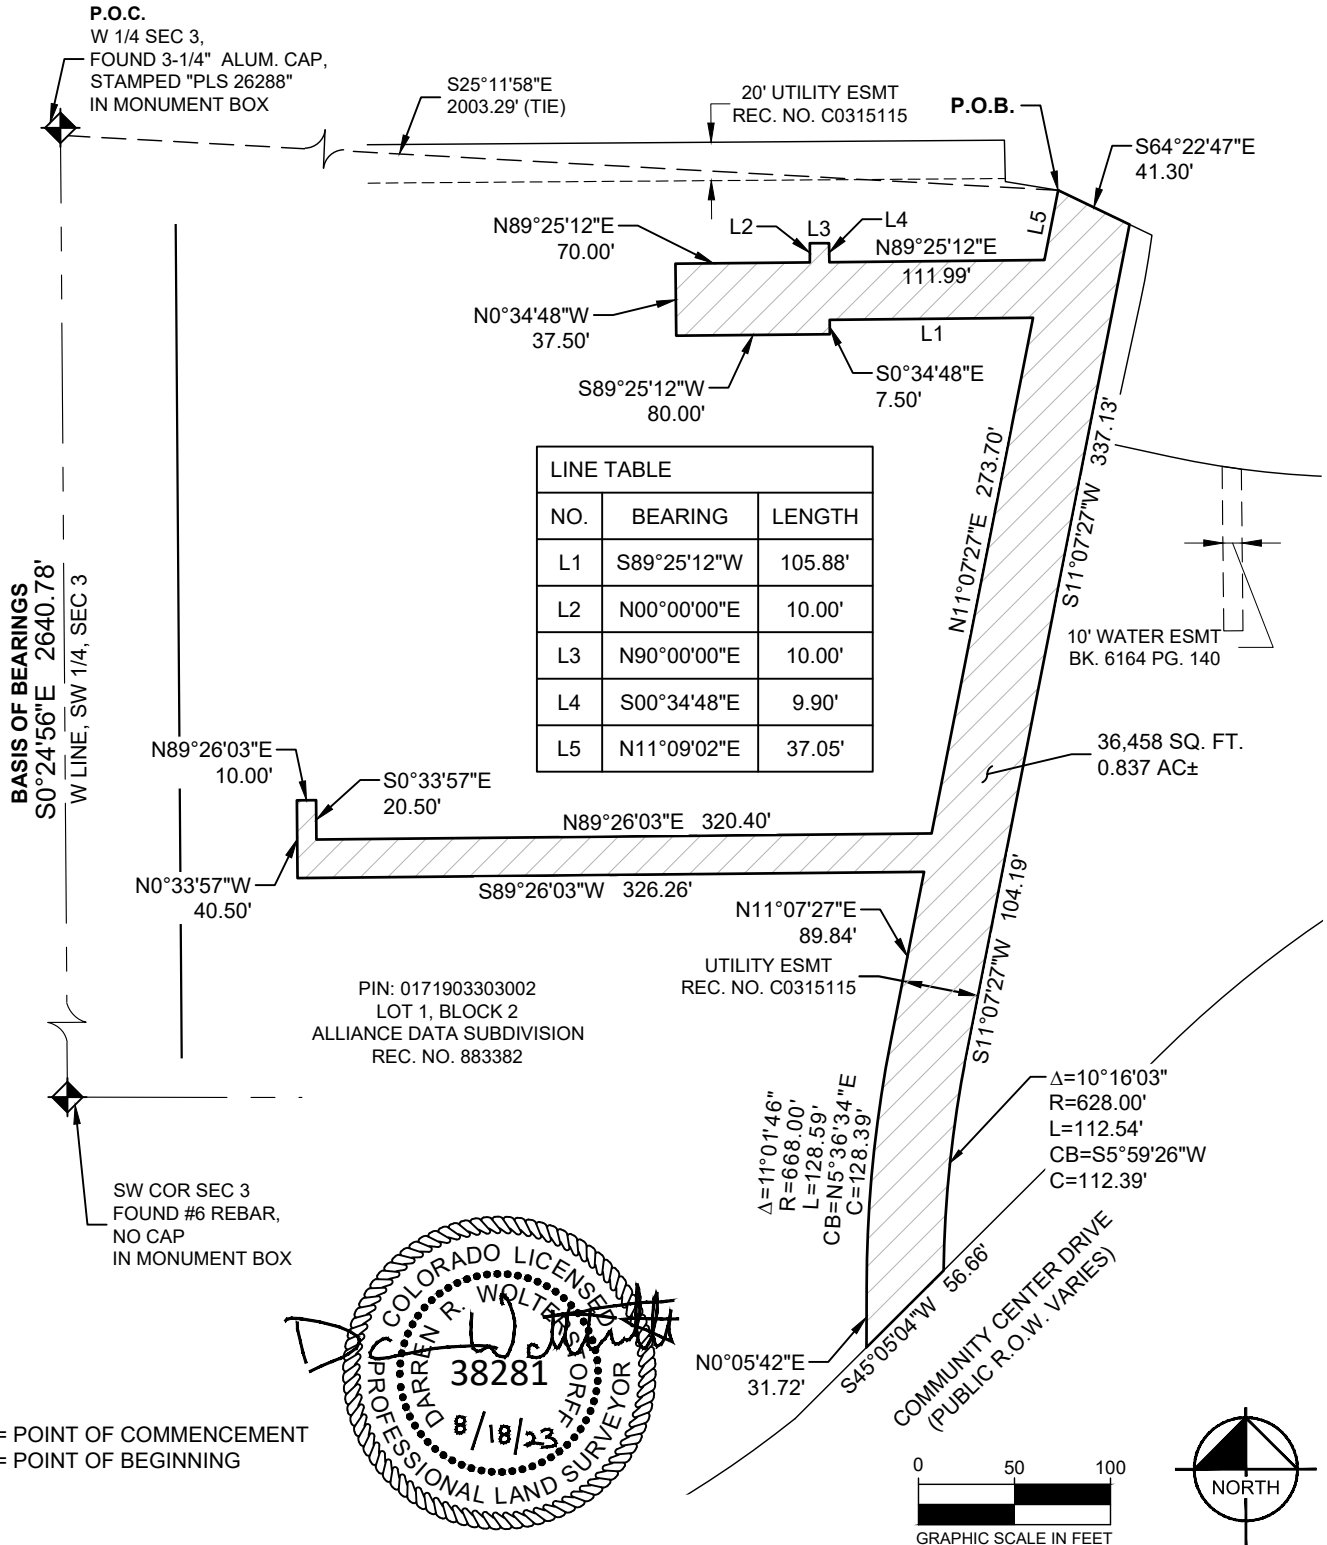 P.O.C.
W 1/4 SEC 3,
FOUND 3-1/4" ALUM. CAP,
STAMPED "PLS 26288"
IN MONUMENT BOX
S25°11'58"E
2003.29' (TIE)
20' UTILITY ESMT
REC. NO. C0315115
P.O.B.
S64°22'47"E
41.30'
N89°25'12"E
70.00'
L2
L3
L4
L5
N89°25'12"E
111.99'
N0°34'48"W
37.50'
L1
S89°25'12"W
80.00'
S0°34'48"E
7.50'
LINE TABLE
NO. BEARING LENGTH
L1 S89°25'12"W 105.88'
L2 N00°00'00"E 10.00'
L3 N90°00'00"E 10.00'
L4 S00°34'48"E 9.90'
L5 N11°09'02"E 37.05'
N11°07'27"E 273.70'
S11°07'27"W 337.13'
10' WATER ESMT
BK. 6164 PG. 140
BASIS OF BEARINGS
S0°24'56"E 2640.78'
W LINE, SW 1/4, SEC 3
36,458 SQ. FT.
0.837 AC±
N89°26'03"E
10.00'
S0°33'57"E
20.50'
N89°26'03"E 320.40'
N0°33'57"W
40.50'
S89°26'03"W 326.26'
N11°07'27"E
89.84'
S11°07'27"W 104.19'
UTILITY ESMT
REC. NO. C0315115
PIN: 0171903303002
LOT 1, BLOCK 2
ALLIANCE DATA SUBDIVISION
REC. NO. 883382
Δ=11°01'46"
R=668.00'
L=128.59'
CB=N5°36'34"E
C=128.39'
Δ=10°16'03"
R=628.00'
L=112.54'
CB=S5°59'26"W
C=112.39'
SW COR SEC 3
FOUND #6 REBAR,
NO CAP
IN MONUMENT BOX
COLORADO LICENSED
DARREN R. WOLTERSTORFF
38281
8/18/23
PROFESSIONAL LAND SURVEYOR
N0°05'42"E
31.72'
S45°05'04"W 56.66'
COMMUNITY CENTER DRIVE
(PUBLIC R.O.W. VARIES)
= POINT OF COMMENCEMENT
= POINT OF BEGINNING
0 50 100
GRAPHIC SCALE IN FEET
NORTH